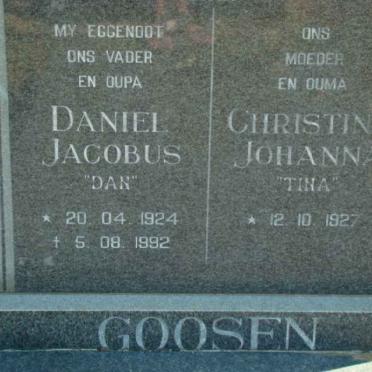 MY EGGENOOT
ONS VADER
EN OUPA
DANIEL
JACOBUS
"DAN"
* 20. 04. 1924
† 5. 08. 1992
ONS
MOEDER
EN OUMA
CHRISTIN
JOHANNA
"TINA"
* 12. 10. 1927
GOOSEN